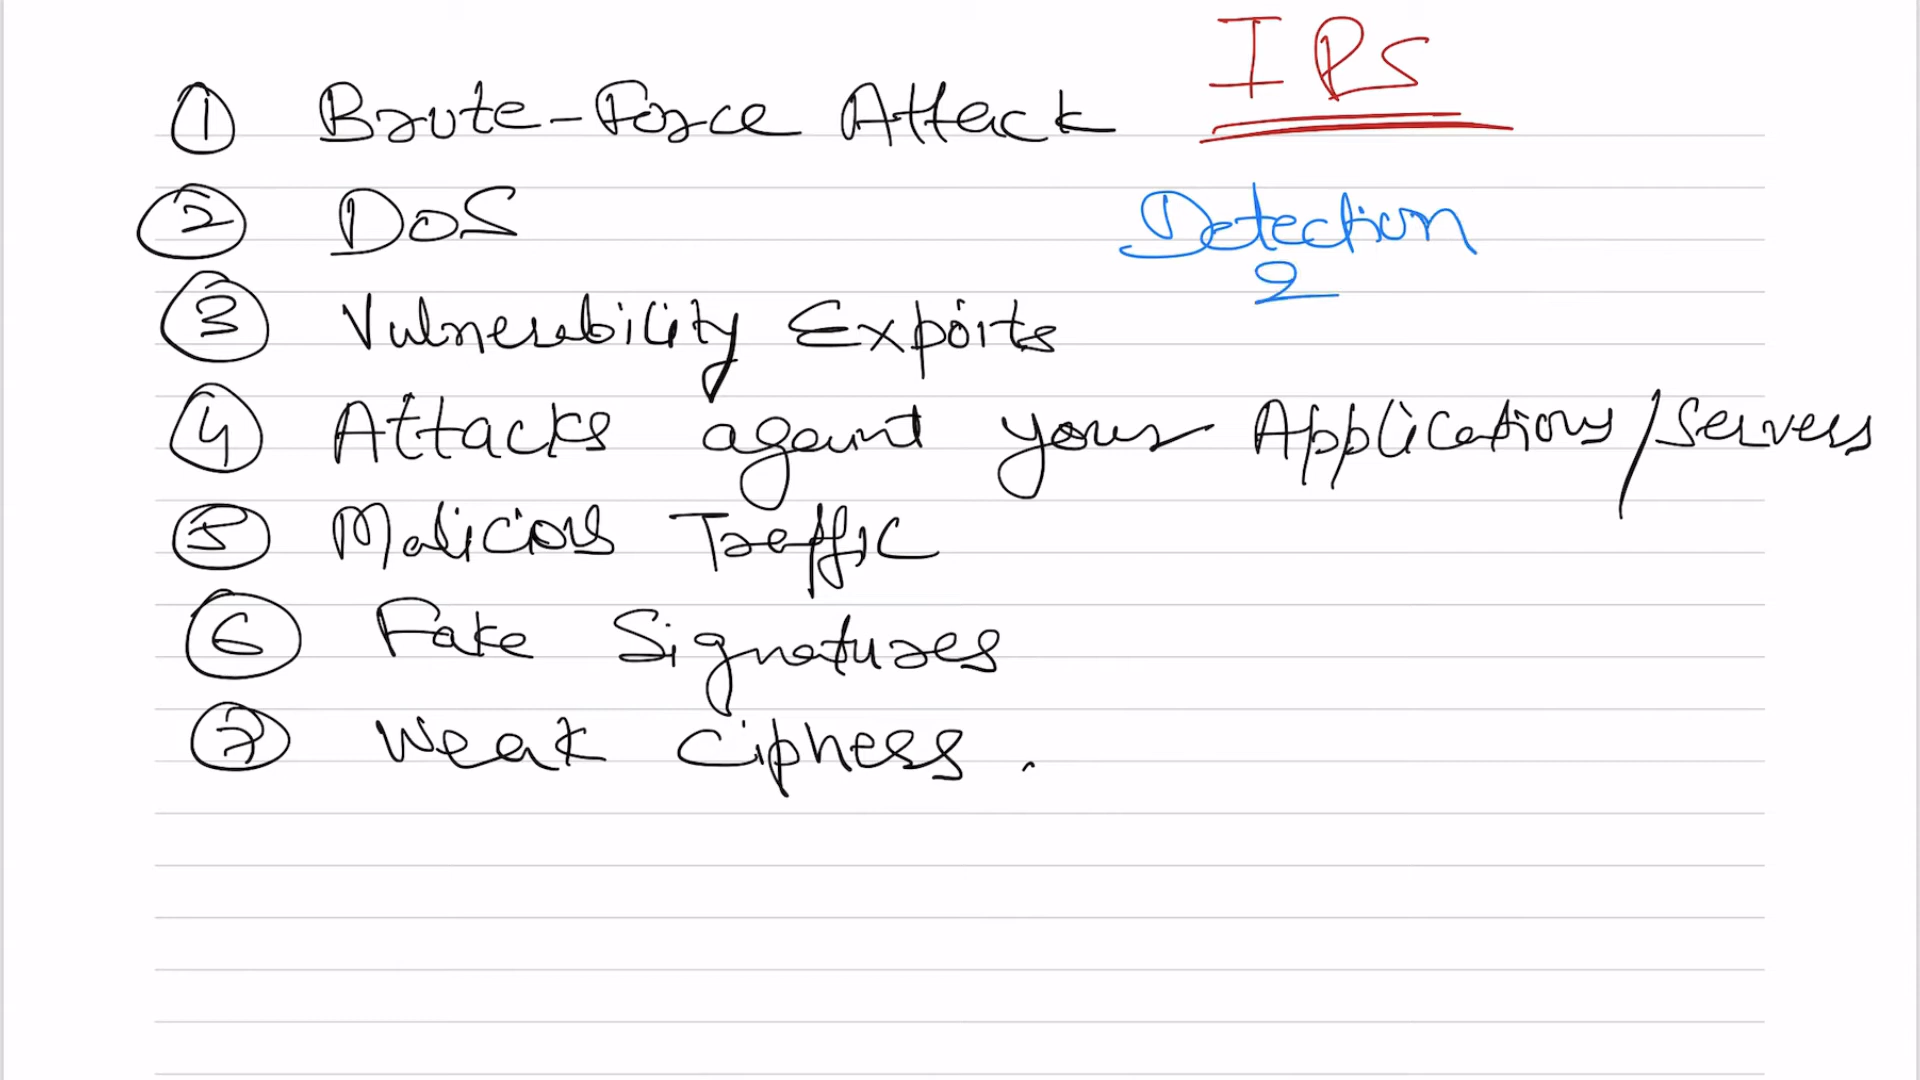 IPS
① Brute-Force Attack
② DoS
Detection
2
③ Vulnerability Expoits
④ Attacks against your Applications/Servers
⑤ Malicious Traffic
⑥ Fake Signatures
⑦ Weak Ciphers.